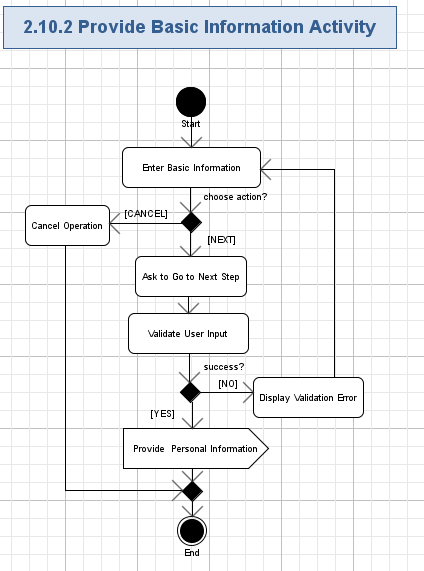 2.10.2 Provide Basic Information Activity
Start
Enter Basic Information
choose action?
[CANCEL]
Cancel Operation
[NEXT]
Ask to Go to Next Step
Validate User Input
success?
[NO]
Display Validation Error
[YES]
Provide Personal Information
End